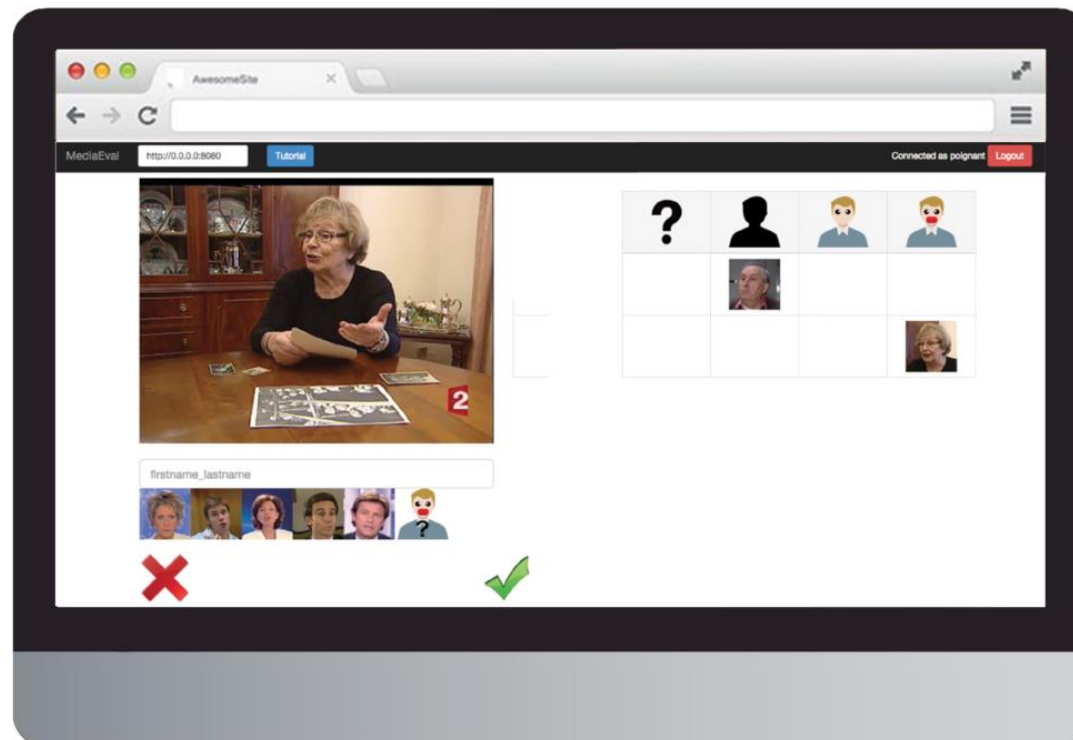 AwesomeSite
MediaEval
http://0.0.0.0:8080
Tutorial
Connected as poignant
Logout
?
2
firstname_lastname
?